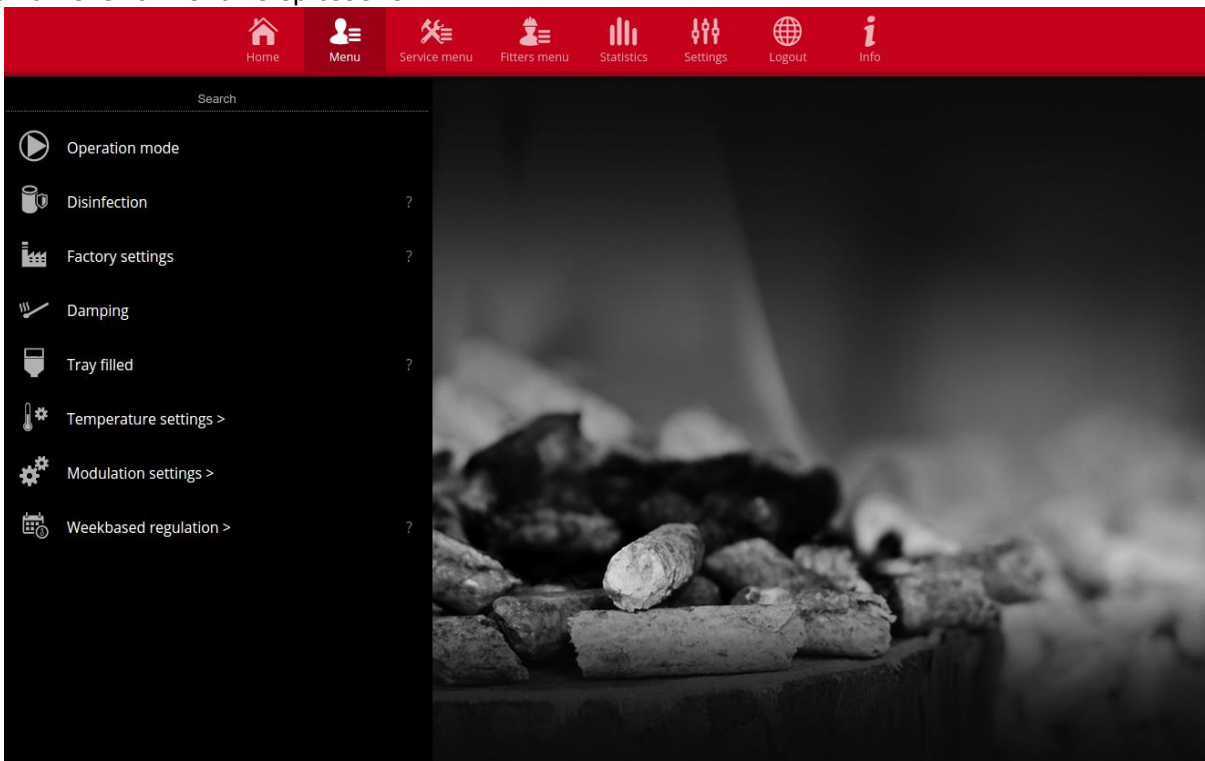 Home
Menu
Service menu
Fitters menu
Statistics
Settings
Logout
Info
Search
Operation mode
Disinfection ?
Factory settings ?
Damping
Tray filled ?
Temperature settings >
Modulation settings >
Weekbased regulation > ?